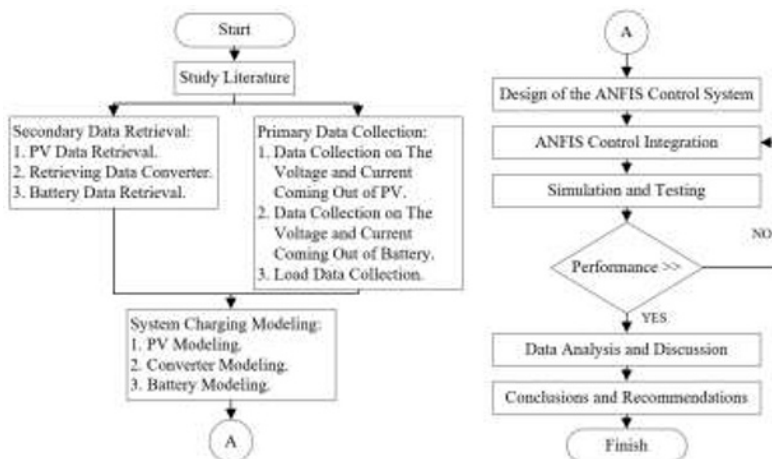 Start
Study Literature
Secondary Data Retrieval:
1. PV Data Retrieval.
2. Retrieving Data Converter.
3. Battery Data Retrieval.
Primary Data Collection:
1. Data Collection on The
Voltage and Current
Coming Out of PV.
2. Data Collection on The
Voltage and Current
Coming Out of Battery.
3. Load Data Collection.
System Charging Modeling:
1. PV Modeling.
2. Converter Modeling.
3. Battery Modeling.
A
A
Design of the ANFIS Control System
ANFIS Control Integration
Simulation and Testing
Performance >>
NO
YES
Data Analysis and Discussion
Conclusions and Recommendations
Finish